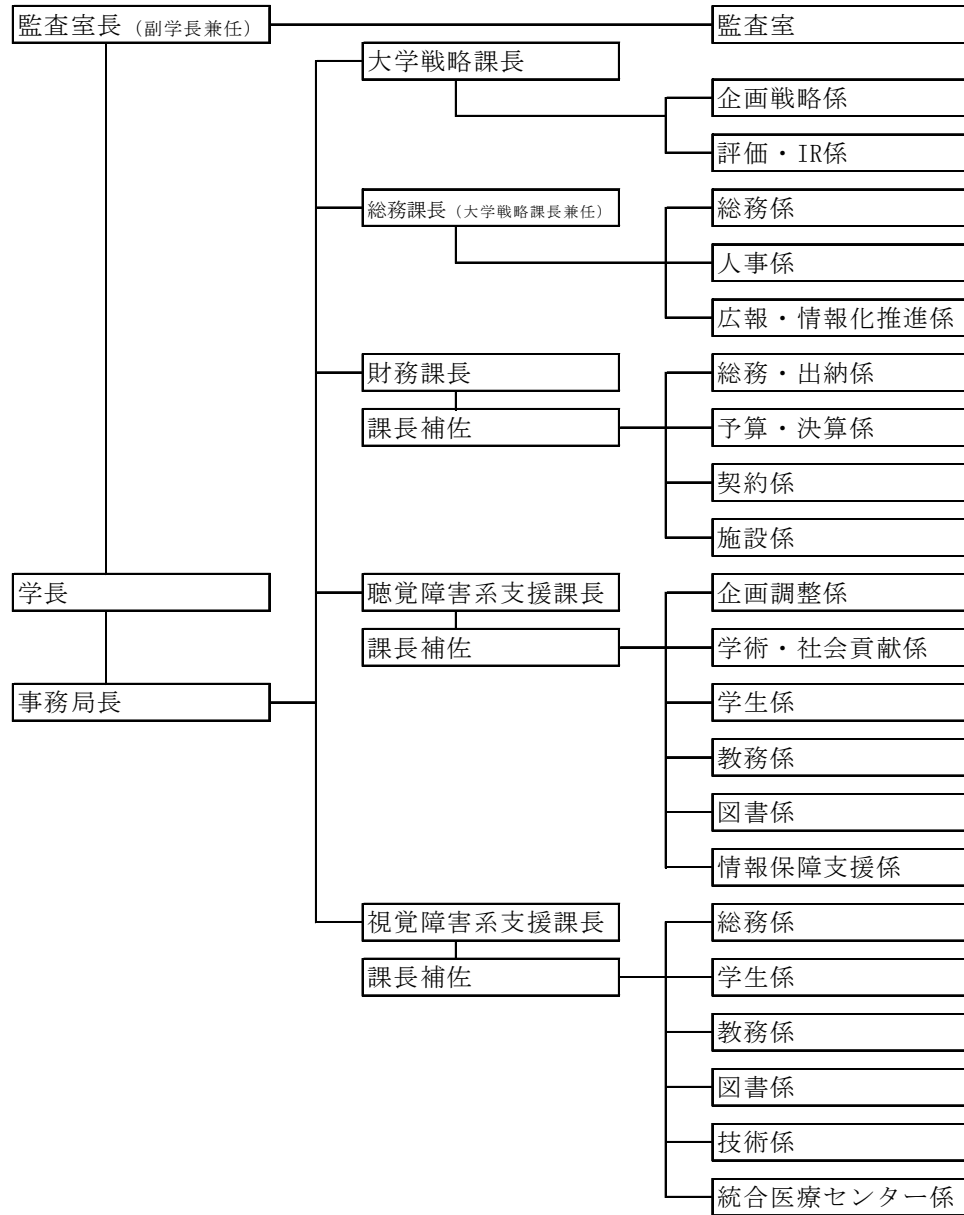 監査室長（副学長兼任）
監査室
大学戦略課長
企画戦略係
評価・IR係
総務課長（大学戦略課長兼任）
総務係
人事係
広報・情報化推進係
財務課長
総務・出納係
課長補佐
予算・決算係
契約係
施設係
学長
聴覚障害系支援課長
企画調整係
課長補佐
学術・社会貢献係
事務局長
学生係
教務係
図書係
情報保障支援係
視覚障害系支援課長
総務係
課長補佐
学生係
教務係
図書係
技術係
統合医療センター係